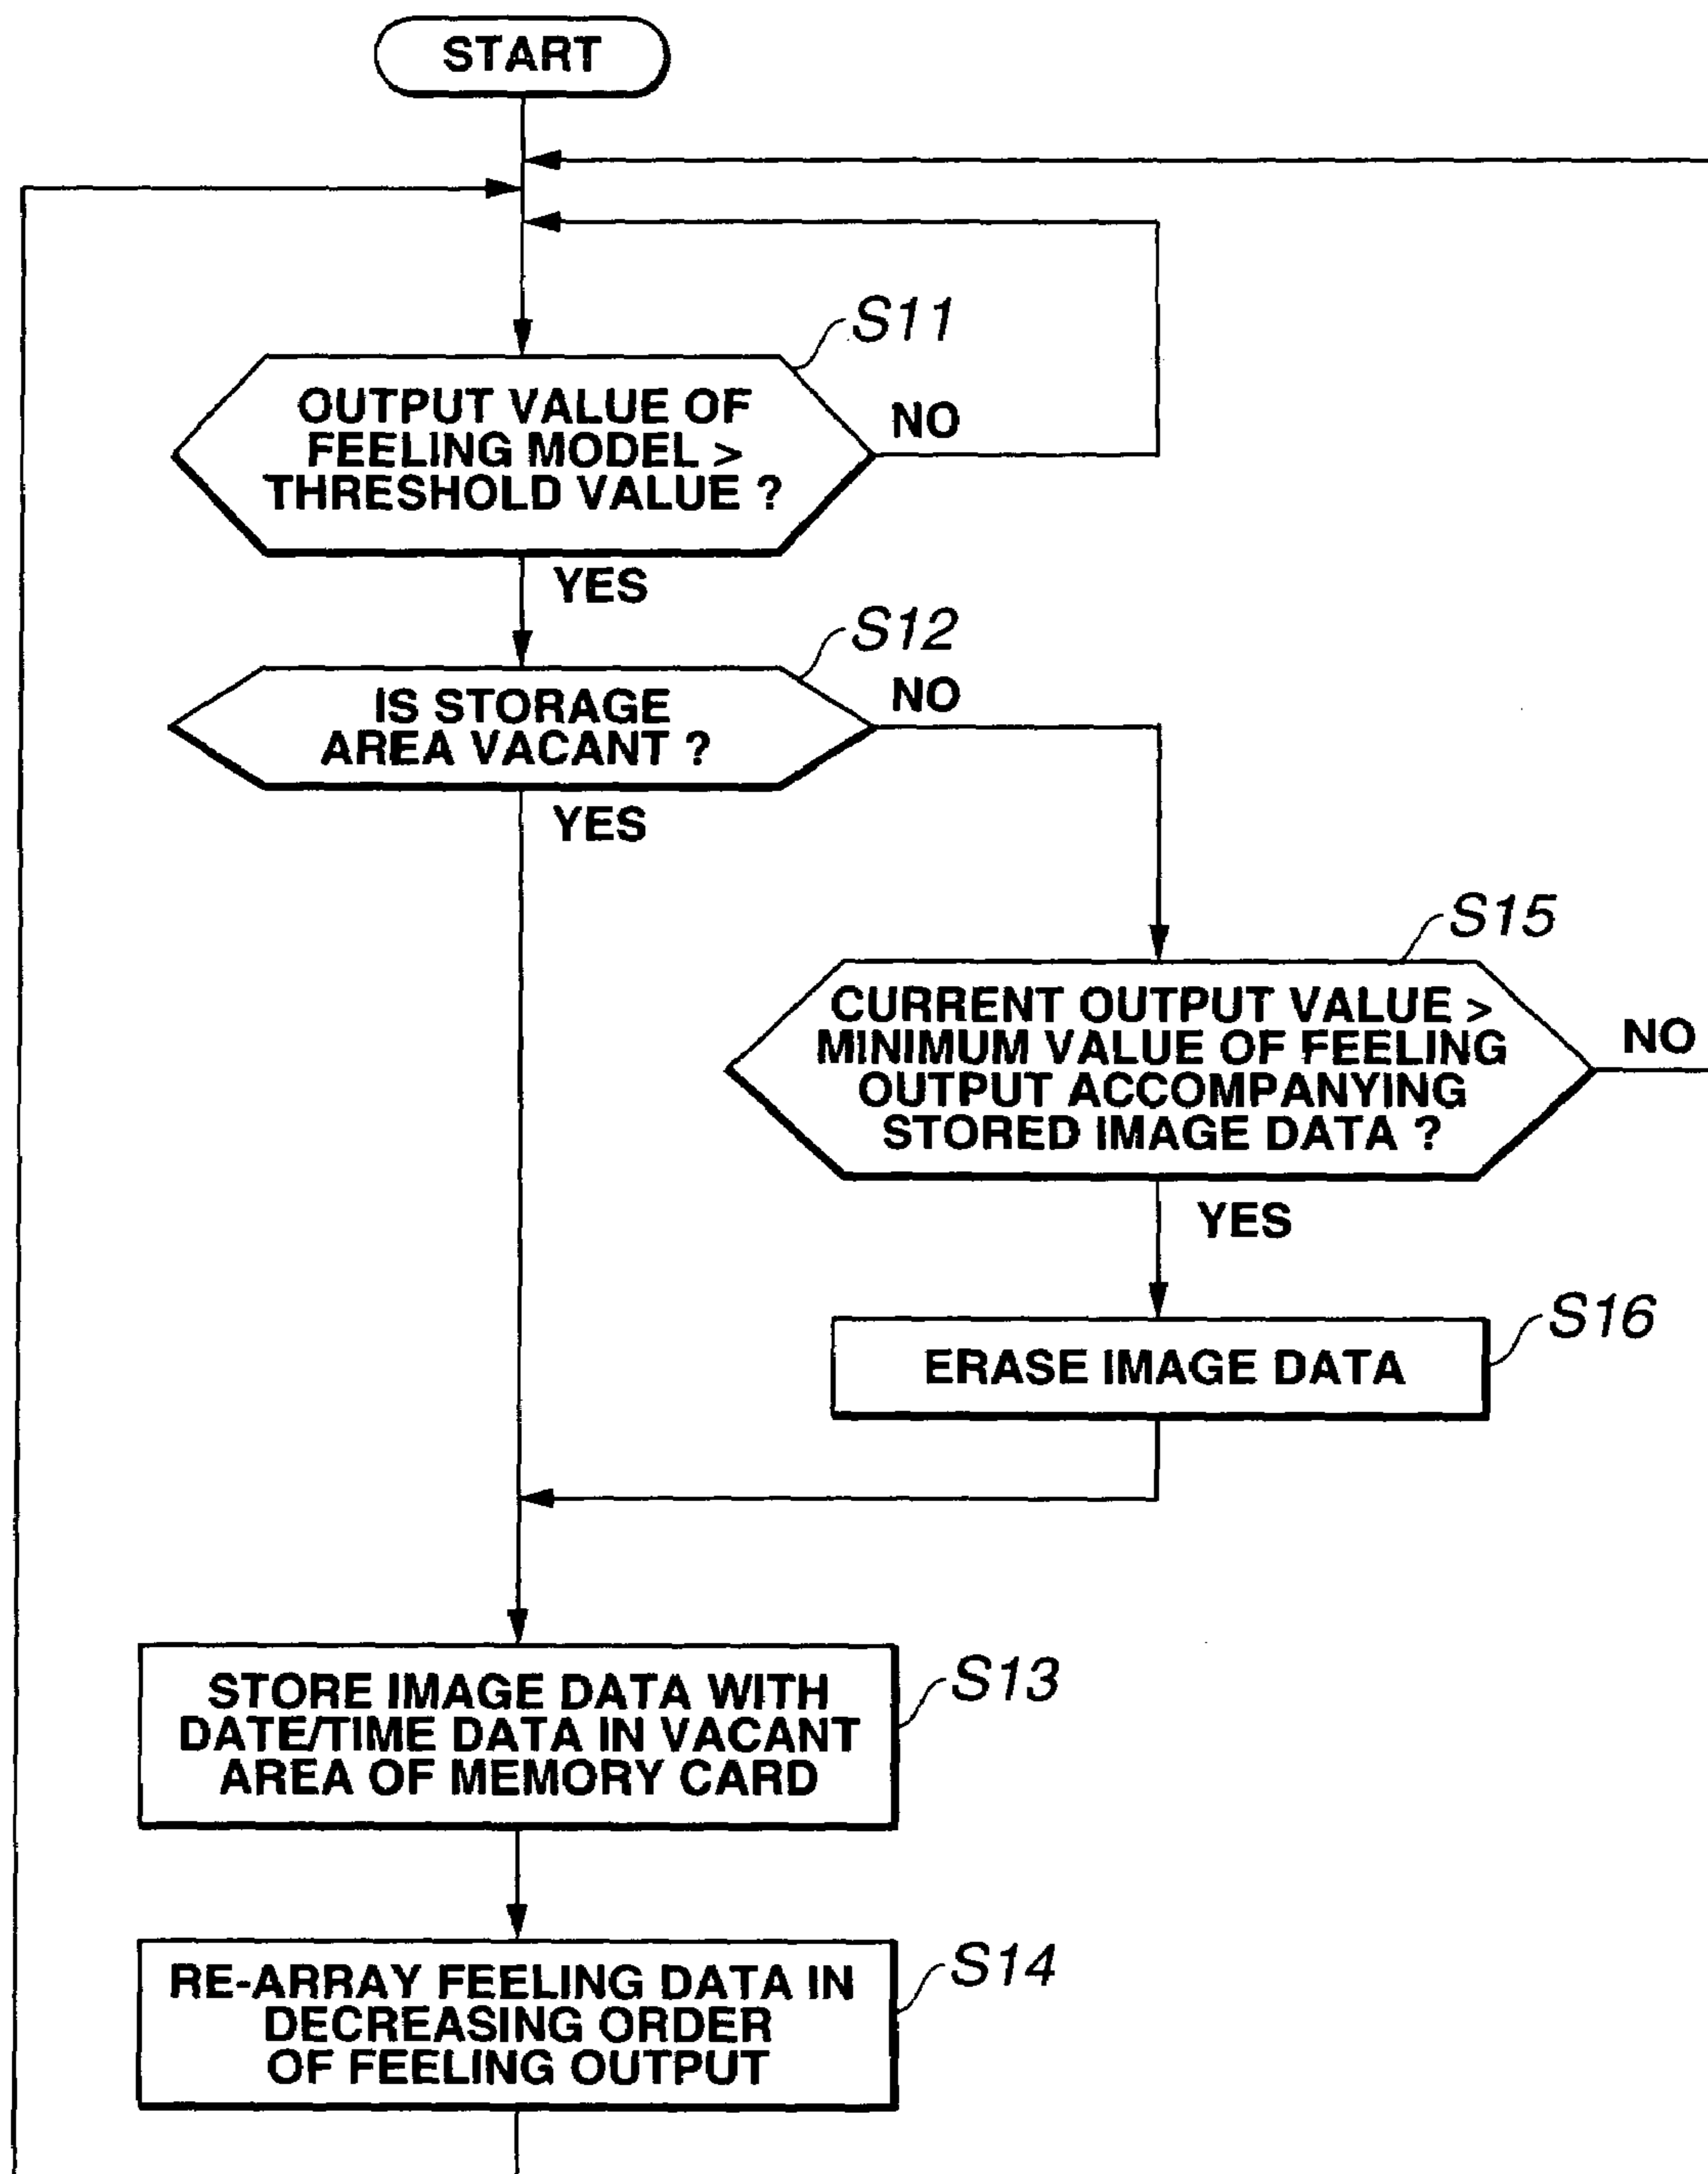 START
S11
OUTPUT VALUE OF
FEELING MODEL >
THRESHOLD VALUE ?
NO
YES
S12
IS STORAGE
AREA VACANT ?
NO
YES
S15
CURRENT OUTPUT VALUE >
MINIMUM VALUE OF FEELING
OUTPUT ACCOMPANYING
STORED IMAGE DATA ?
NO
YES
S16
ERASE IMAGE DATA
S13
STORE IMAGE DATA WITH
DATE/TIME DATA IN VACANT
AREA OF MEMORY CARD
S14
RE-ARRAY FEELING DATA IN
DECREASING ORDER
OF FEELING OUTPUT